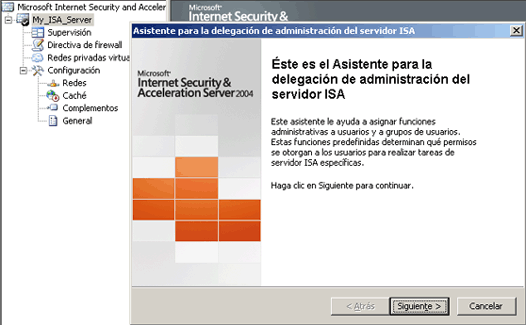 Microsoft Internet Security and Acceler
My_ISA_Server
Supervisión
Directiva de firewall
Redes privadas virtua
Configuración
Redes
Caché
Complementos
General
Microsoft
Internet Security &
Asistente para la delegación de administración del servidor ISA
Microsoft
Internet Security &
Acceleration Server 2004
Éste es el Asistente para la
delegación de administración del
servidor ISA
Este asistente le ayuda a asignar funciones
administrativas a usuarios y a grupos de usuarios.
Estas funciones predefinidas determinan qué permisos
se otorgan a los usuarios para realizar tareas de
servidor ISA específicas.
Haga clic en Siguiente para continuar.
< Atrás
Siguiente >
Cancelar